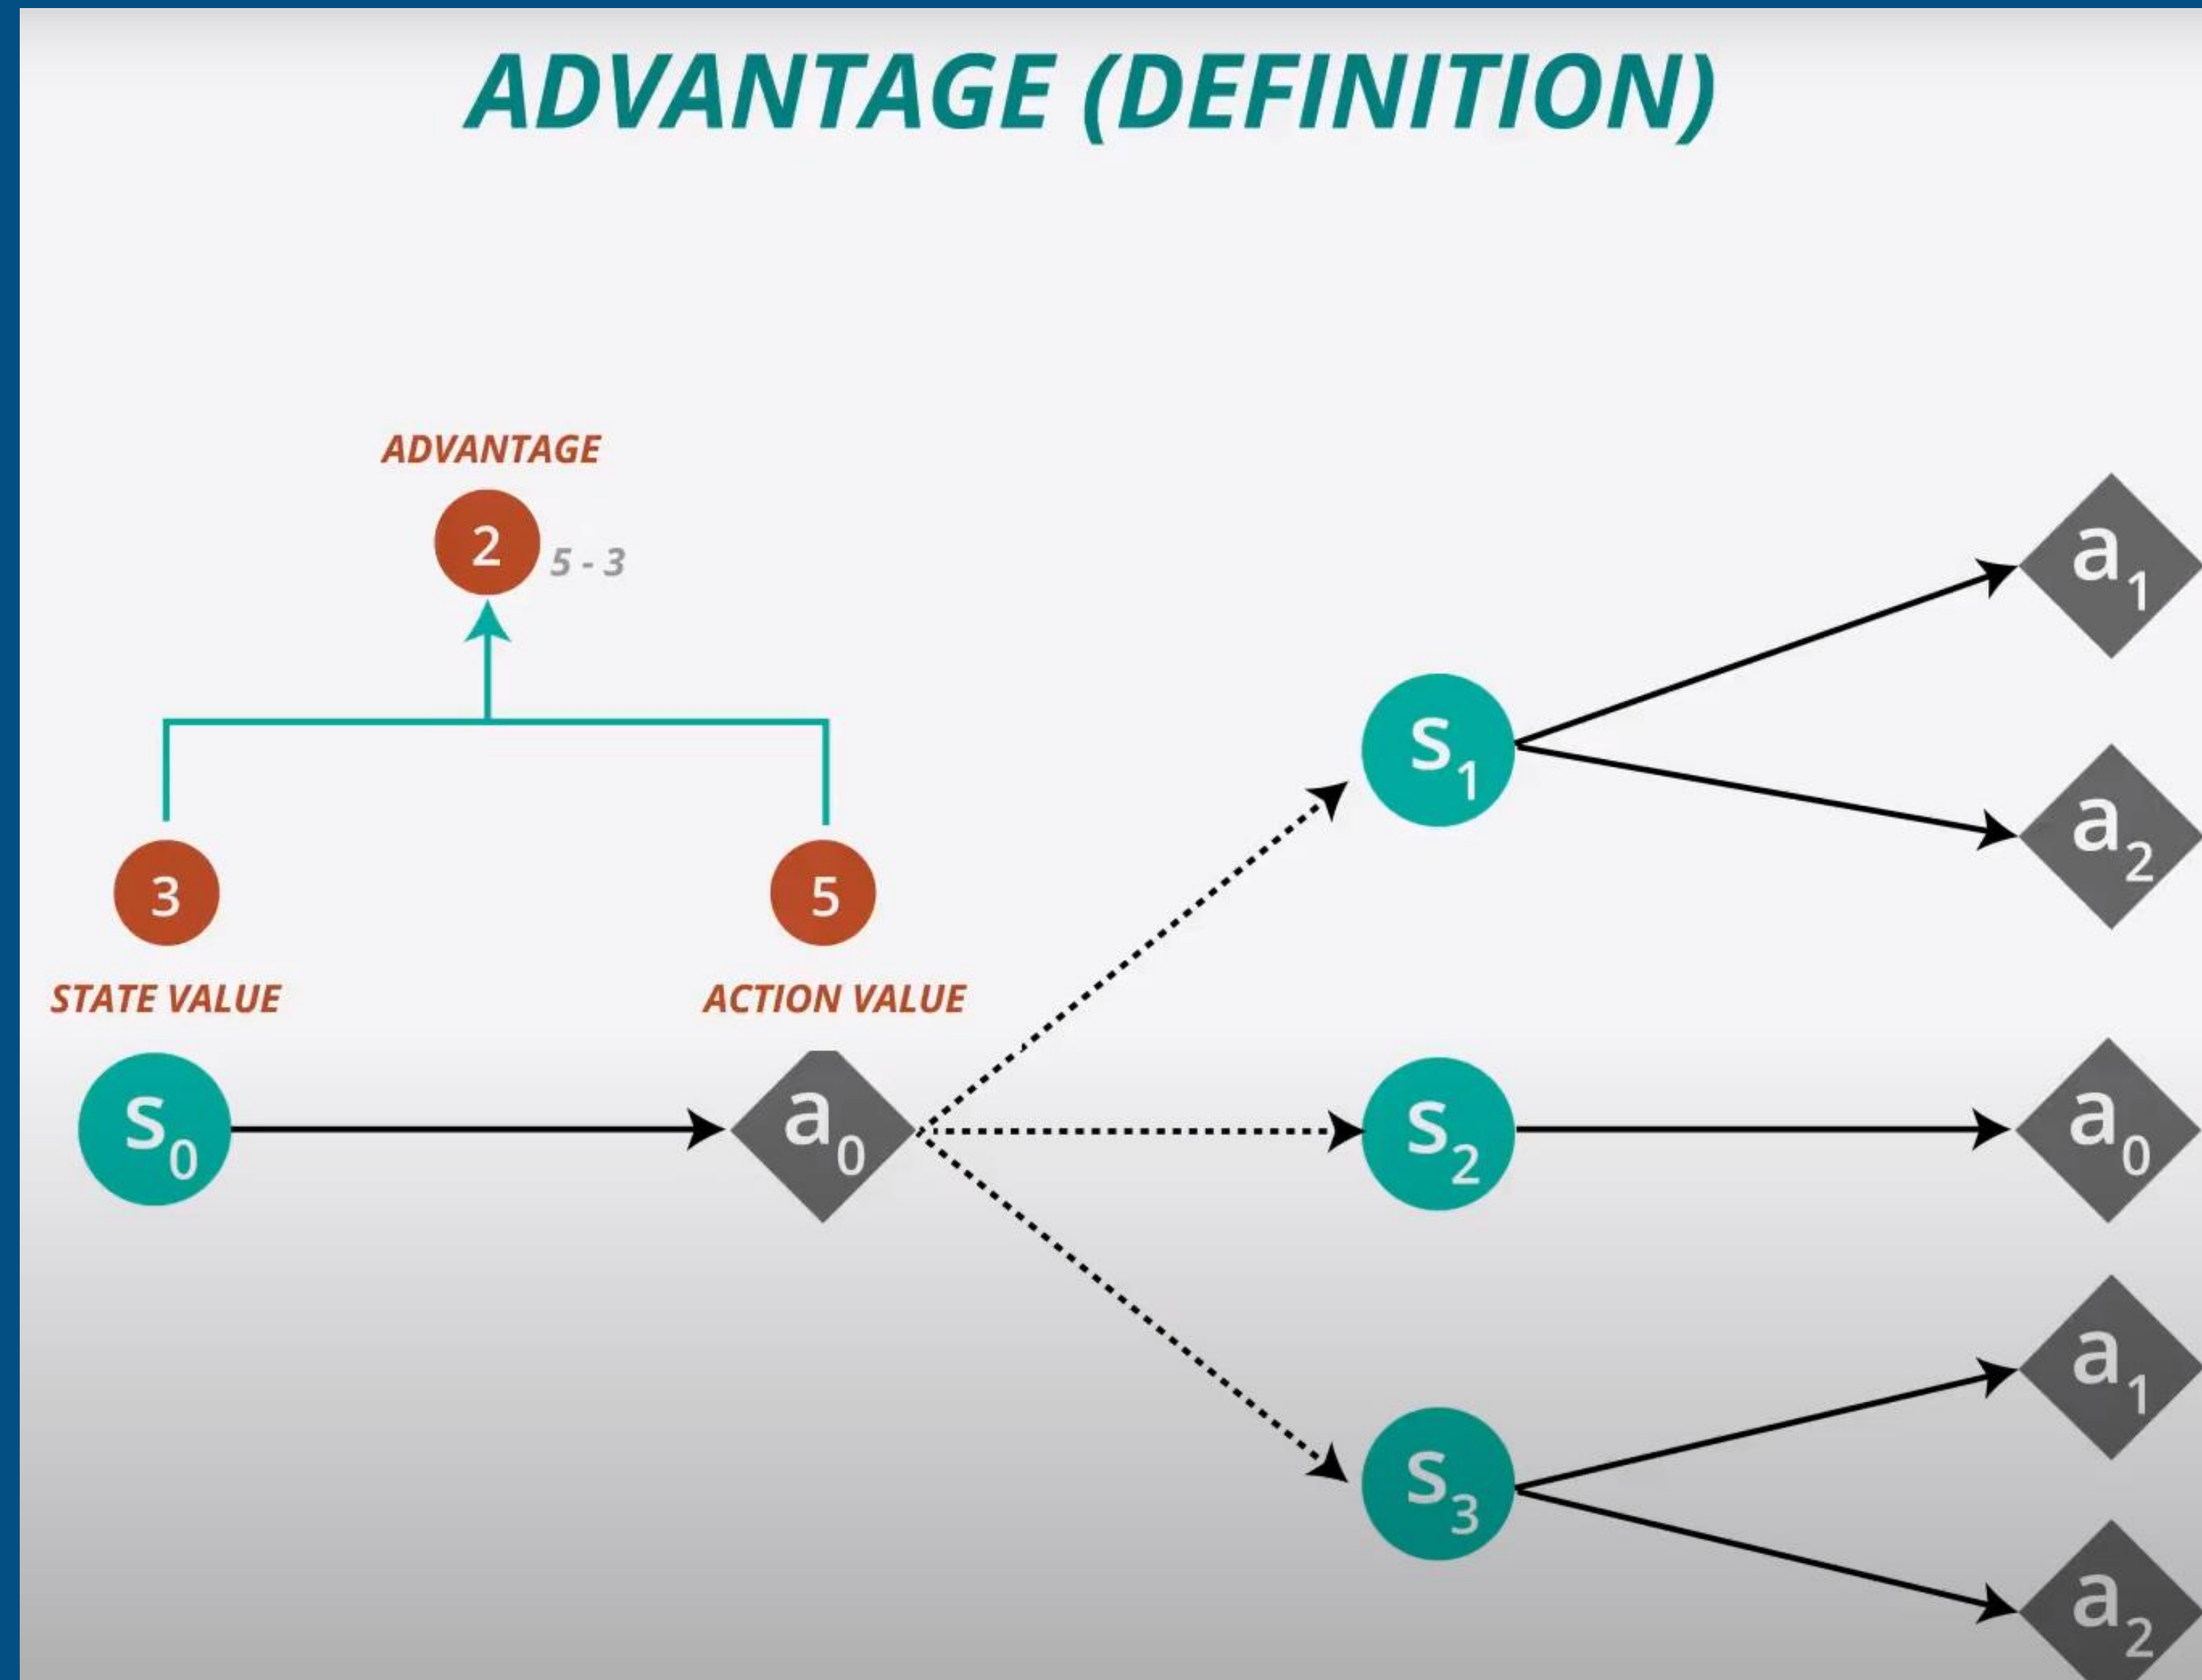 ADVANTAGE (DEFINITION)
ADVANTAGE
2 5 - 3
3
5
STATE VALUE
ACTION VALUE
s0
a0
s1
s2
s3
a1
a2
a0
a1
a2